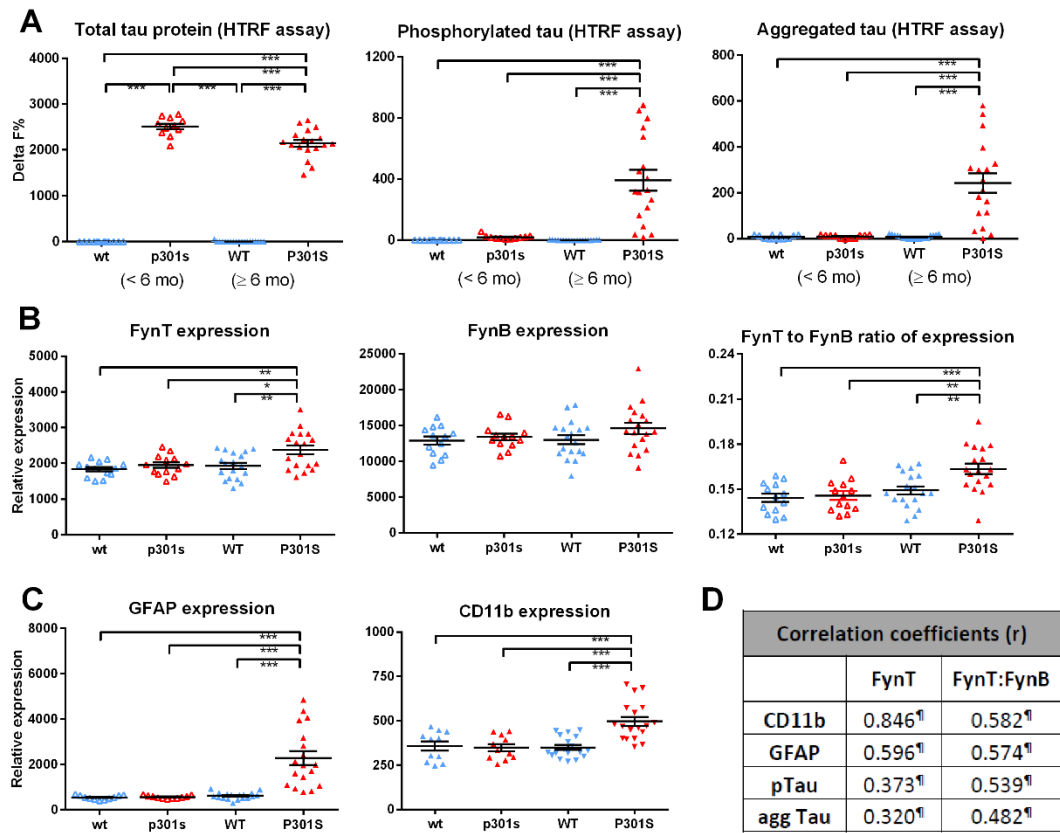 A
Total tau protein (HTRF assay)
4000
3000
2000
1000
0
Delta F%
***
***
***
*** *** ***
wt p301s WT P301S
(< 6 mo) (≥ 6 mo)
Phosphorylated tau (HTRF assay)
1200
800
400
0
***
***
***
wt p301s WT P301S
(< 6 mo) (≥ 6 mo)
Aggregated tau (HTRF assay)
800
600
400
200
0
***
***
***
wt p301s WT P301S
(< 6 mo) (≥ 6 mo)
B
FynT expression
5000
4000
3000
2000
1000
0
Relative expression
**
*
**
wt p301s WT P301S
FynB expression
25000
20000
15000
10000
5000
0
wt p301s WT P301S
FynT to FynB ratio of expression
0.24
0.21
0.18
0.15
0.12
***
**
**
wt p301s WT P301S
C
GFAP expression
8000
6000
4000
2000
0
Relative expression
***
***
***
wt p301s WT P301S
CD11b expression
1000
750
500
250
0
***
***
***
wt p301s WT P301S
D
Correlation coefficients (r)
FynT FynT:FynB
CD11b 0.846¶ 0.582¶
GFAP 0.596¶ 0.574¶
pTau 0.373¶ 0.539¶
agg Tau 0.320¶ 0.482¶